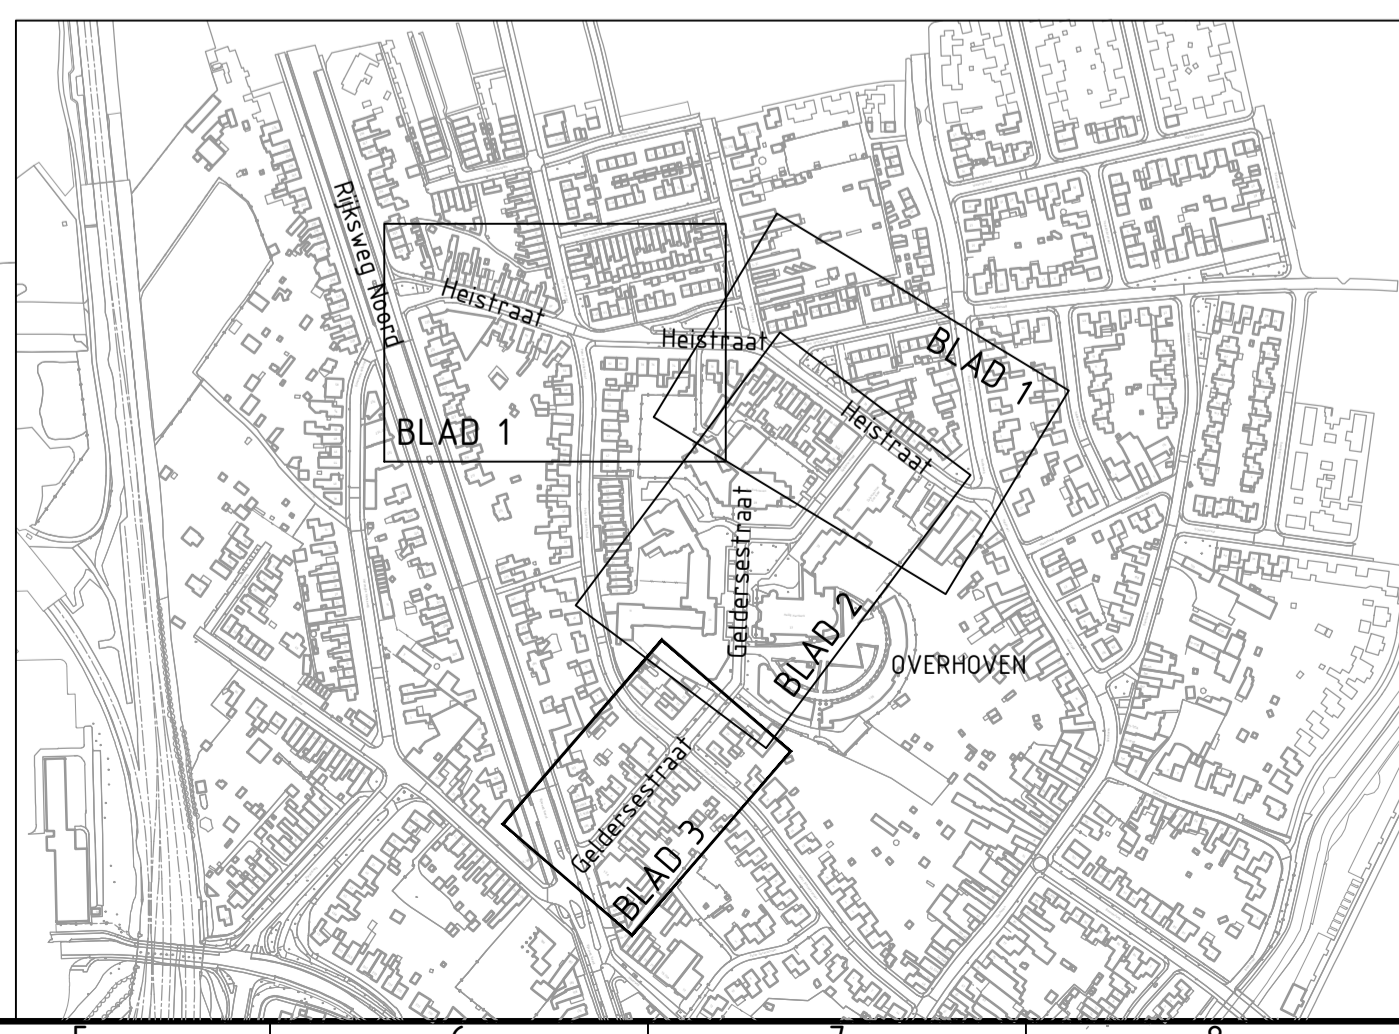 Rijksweg Noord
Heistraat
Heistraat
BLAD 1
BLAD 1
Heistraat
Geldersestraat
BLAD 2
OVERHOVEN
Geldersestraat
BLAD 3
5
6
7
8